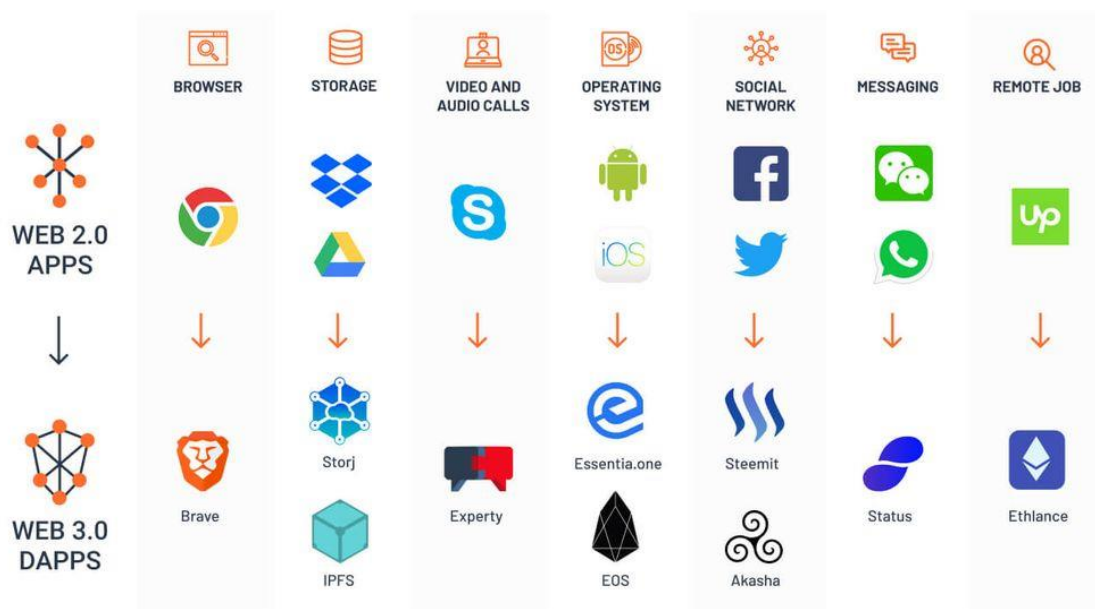 BROWSER
STORAGE
VIDEO AND
AUDIO CALLS
OPERATING
SYSTEM
SOCIAL
NETWORK
MESSAGING
REMOTE JOB
OS
WEB 2.0
APPS
S
iOS
f
Up
WEB 3.0
DAPPS
Brave
Storj
IPFS
Experty
Essentia.one
EOS
Steemit
Akasha
Status
Ethlance